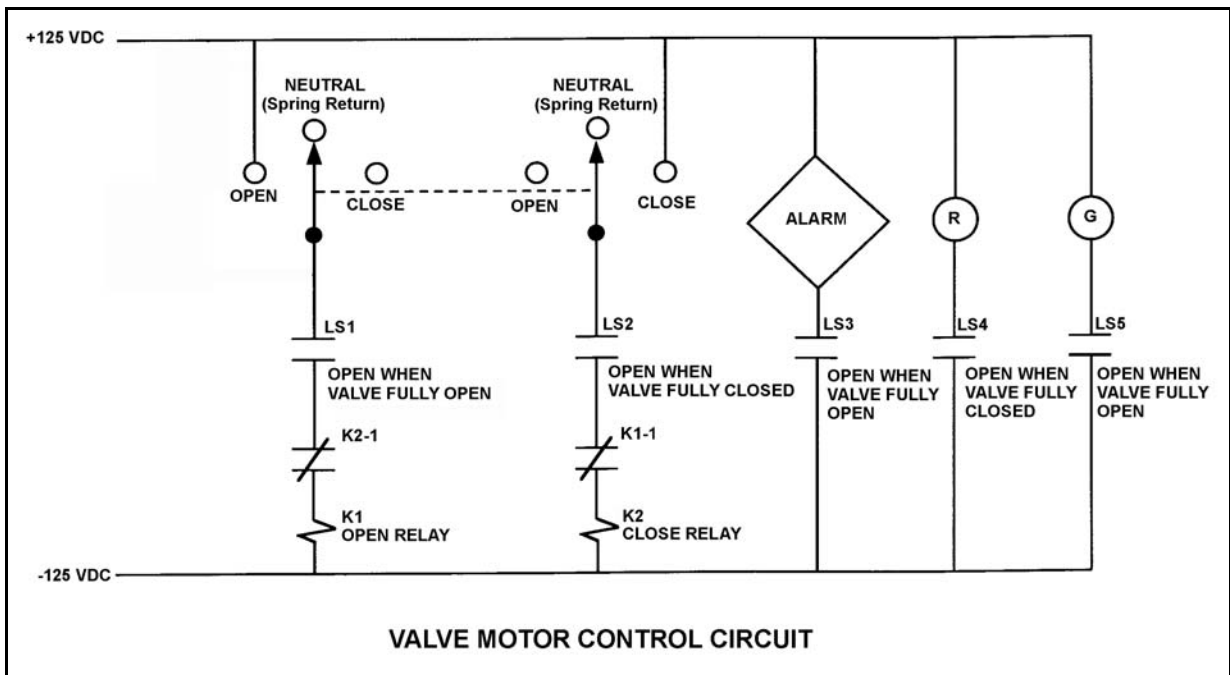 +125 VDC
NEUTRAL
(Spring Return)
NEUTRAL
(Spring Return)
OPEN
CLOSE
OPEN
CLOSE
ALARM
R
G
LS1
OPEN WHEN
VALVE FULLY OPEN
LS2
OPEN WHEN
VALVE FULLY CLOSED
LS3
OPEN WHEN
VALVE FULLY
OPEN
LS4
OPEN WHEN
VALVE FULLY
CLOSED
LS5
OPEN WHEN
VALVE FULLY
OPEN
K2-1
K1-1
K1
OPEN RELAY
K2
CLOSE RELAY
-125 VDC
VALVE MOTOR CONTROL CIRCUIT